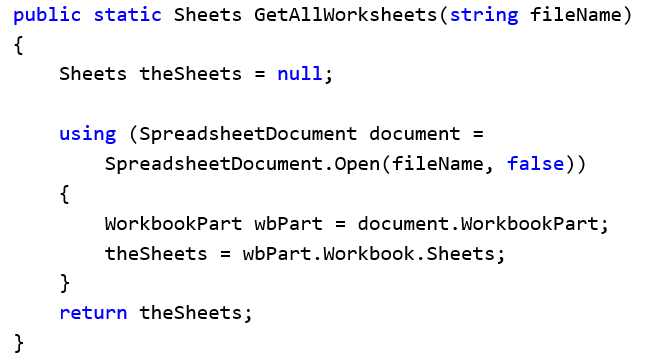 public static Sheets GetAllWorksheets(string fileName)
{
    Sheets theSheets = null;

    using (SpreadsheetDocument document =
        SpreadsheetDocument.Open(fileName, false))
    {
        WorkbookPart wbPart = document.WorkbookPart;
        theSheets = wbPart.Workbook.Sheets;
    }
    return theSheets;
}